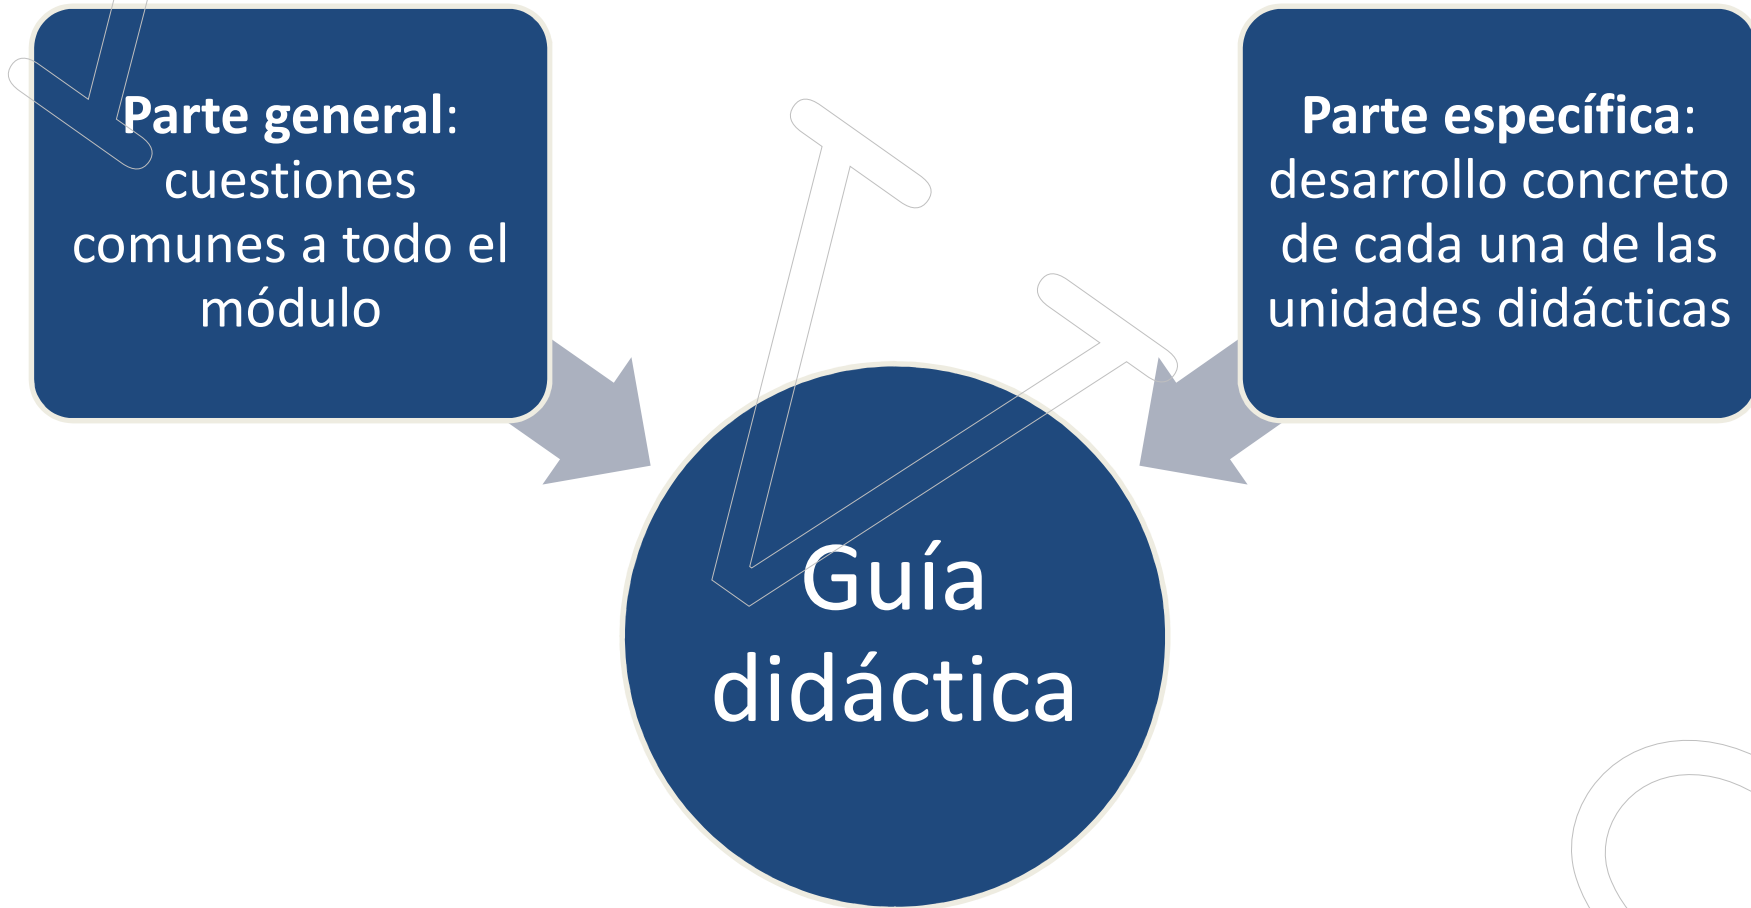 Parte general:
cuestiones
comunes a todo el
módulo
Parte específica:
desarrollo concreto
de cada una de las
unidades didácticas
Guía
didáctica